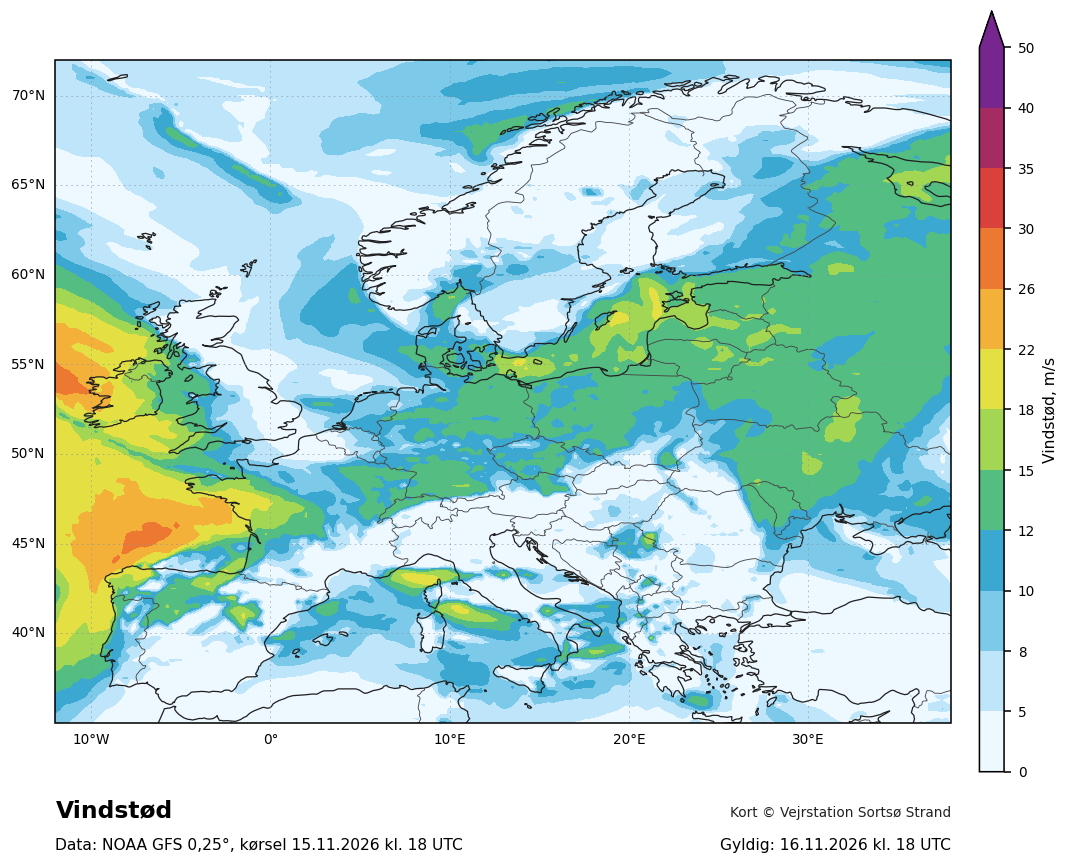 50
40
35
30
26
22
18
15
12
10
8
5
0
Vindstød, m/s
70°N
65°N
60°N
55°N
50°N
45°N
40°N
10°W
0°
10°E
20°E
30°E
Vindstød
Kort © Vejrstation Sortsø Strand
Data: NOAA GFS 0,25°, kørsel 15.11.2026 kl. 18 UTC
Gyldig: 16.11.2026 kl. 18 UTC